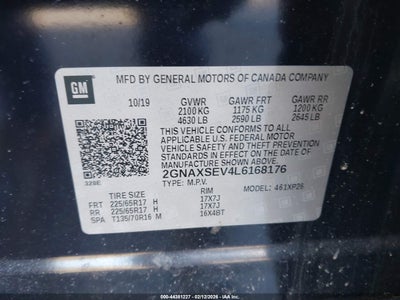 GM
MFD BY GENERAL MOTORS OF CANADA COMPANY
10/19 GVWR GAWR FRT GAWR RR
2100 KG 1175 KG 1200 KG
4630 LB 2590 LB 2645 LB
THIS VEHICLE CONFORMS TO ALL
APPLICABLE U.S. FEDERAL MOTOR
VEHICLE SAFETY, BUMPER, AND THEFT
PREVENTION STANDARDS IN EFFECT ON
THE DATE OF MANUFACTURE
SHOWN ABOVE.
2GNAXSEV4L6168176
TYPE: M.P.V. 461XP26
TIRE SIZE RIM
FRT 225/65R17 H 17X7J
RR 225/65R17 H 17X7J
SPA T135/70R16 M 16X4BT
© 44381227 - 02/12/2026 - IAA Inc.